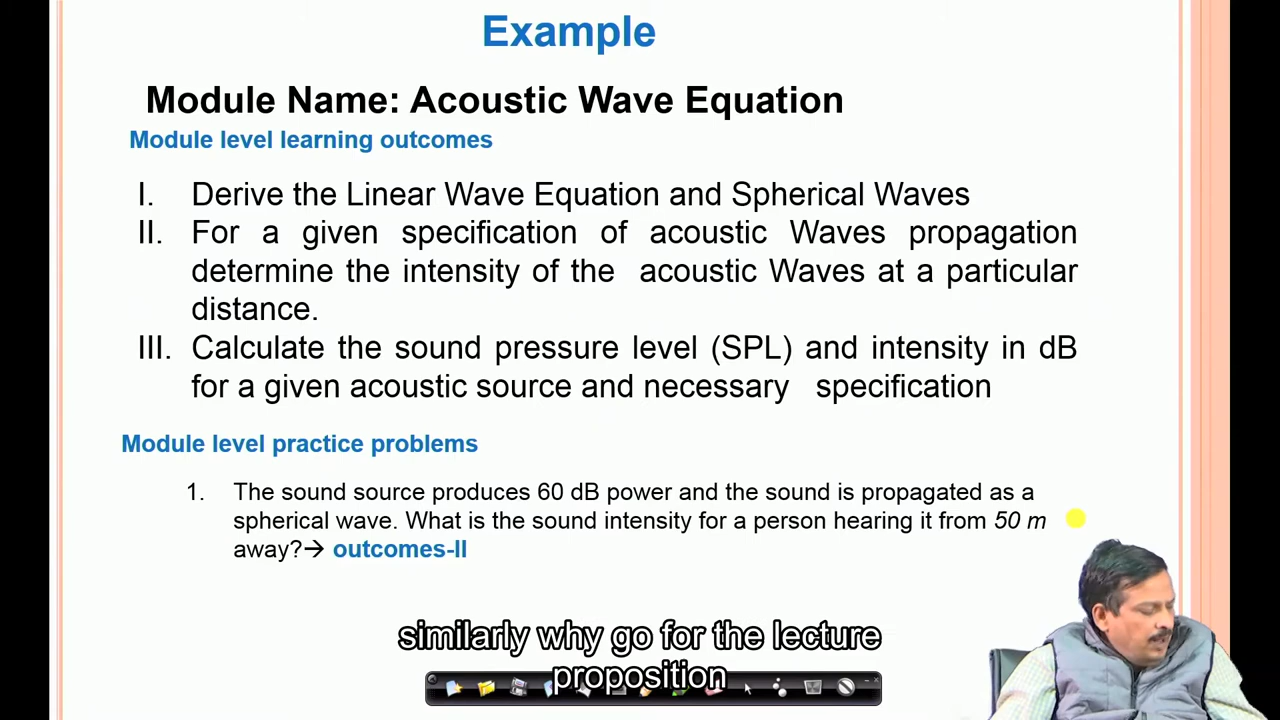 Example
Module Name: Acoustic Wave Equation
Module level learning outcomes
I. Derive the Linear Wave Equation and Spherical Waves
II. For a given specification of acoustic Waves propagation
determine the intensity of the acoustic Waves at a particular
distance.
III. Calculate the sound pressure level (SPL) and intensity in dB
for a given acoustic source and necessary specification
Module level practice problems
1. The sound source produces 60 dB power and the sound is propagated as a
spherical wave. What is the sound intensity for a person hearing it from 50 m
away?→ outcomes-II
similarly why go for the lecture
proposition